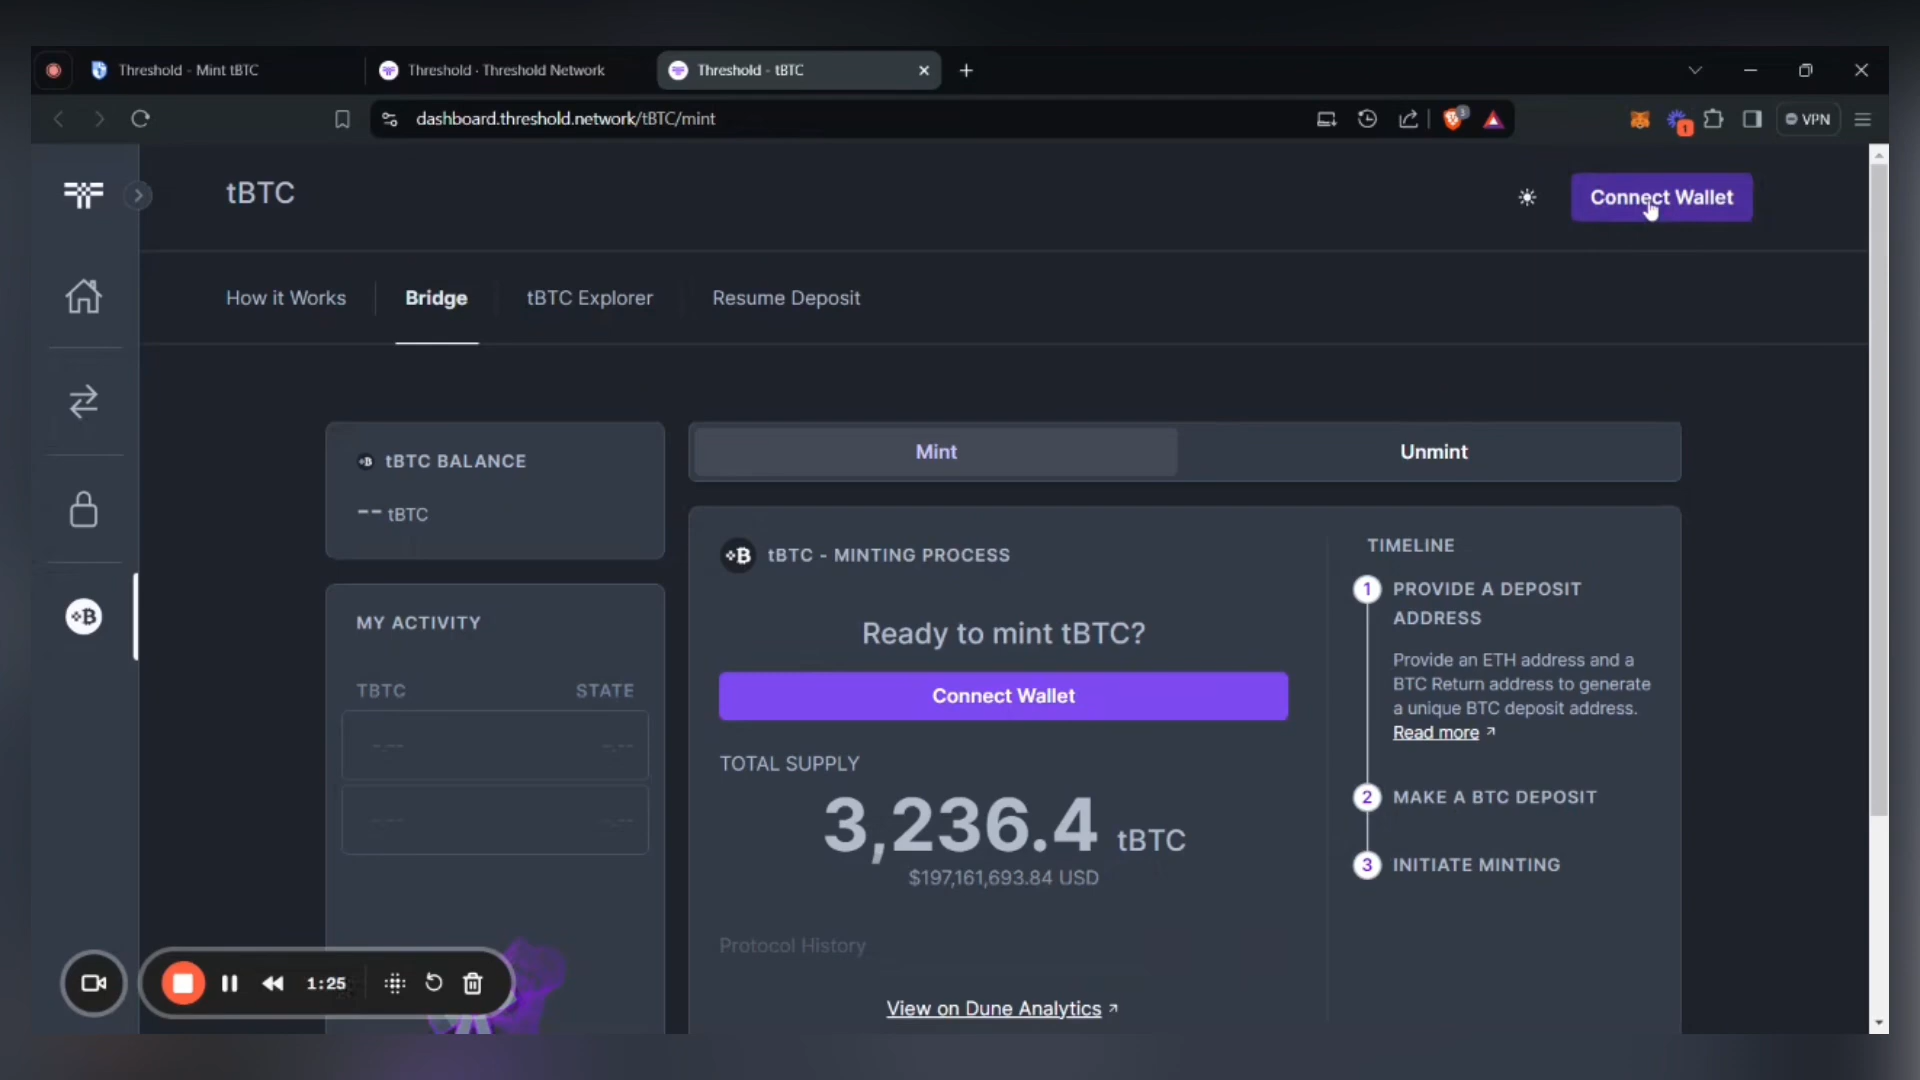 Threshold - Mint tBTC
Threshold · Threshold Network
Threshold - tBTC
dashboard.threshold.network/tBTC/mint
3
1
VPN
tBTC
Connect Wallet
How it Works
Bridge
tBTC Explorer
Resume Deposit
tBTC BALANCE
-- tBTC
MY ACTIVITY
TBTC
STATE
-.--
-.--
-.--
-.--
Mint
Unmint
tBTC - MINTING PROCESS
Ready to mint tBTC?
Connect Wallet
TOTAL SUPPLY
3,236.4 tBTC
$197,161,693.84 USD
Protocol History
View on Dune Analytics
TIMELINE
1 PROVIDE A DEPOSIT
ADDRESS
Provide an ETH address and a
BTC Return address to generate
a unique BTC deposit address.
Read more
2 MAKE A BTC DEPOSIT
3 INITIATE MINTING
1:25